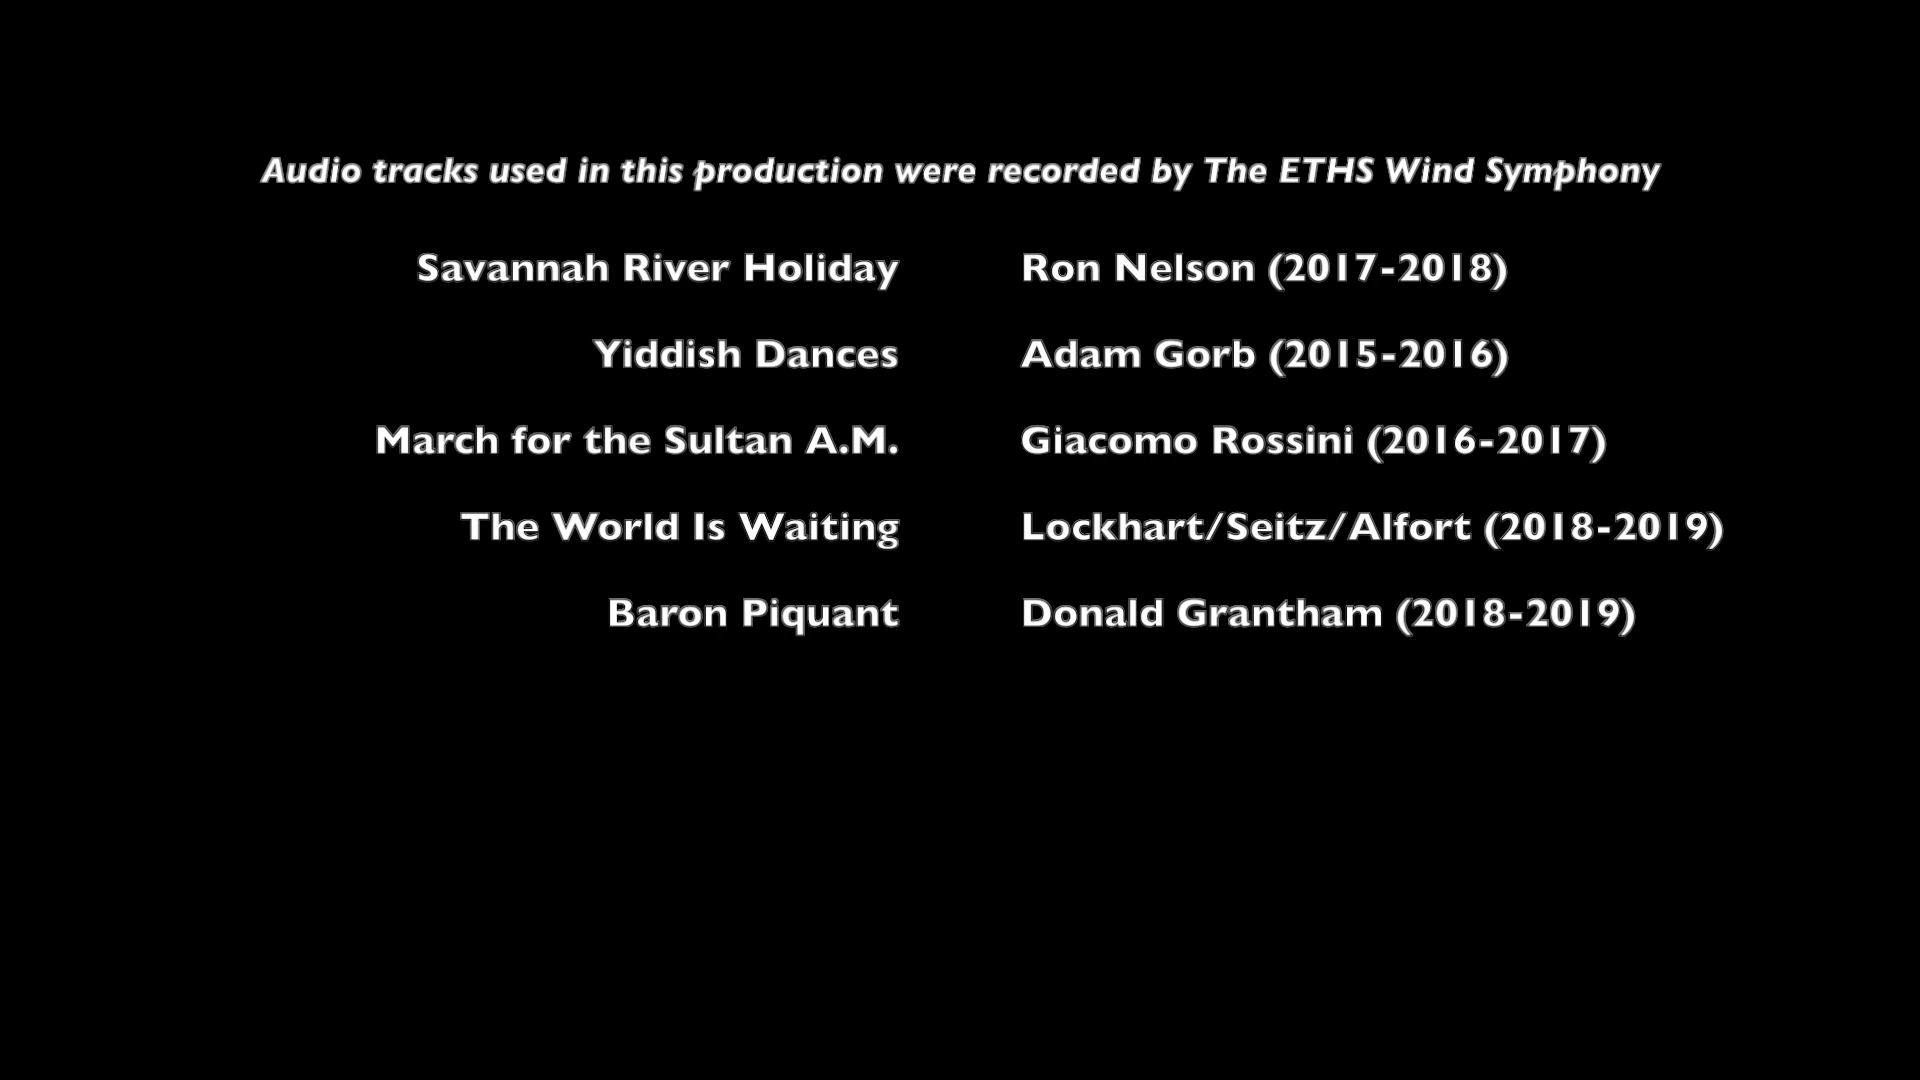 Audio tracks used in this production were recorded by The ETHS Wind Symphony
Savannah River Holiday Ron Nelson (2017-2018)
Yiddish Dances Adam Gorb (2015-2016)
March for the Sultan A.M. Giacomo Rossini (2016-2017)
The World Is Waiting Lockhart/Seitz/Alfort (2018-2019)
Baron Piquant Donald Grantham (2018-2019)